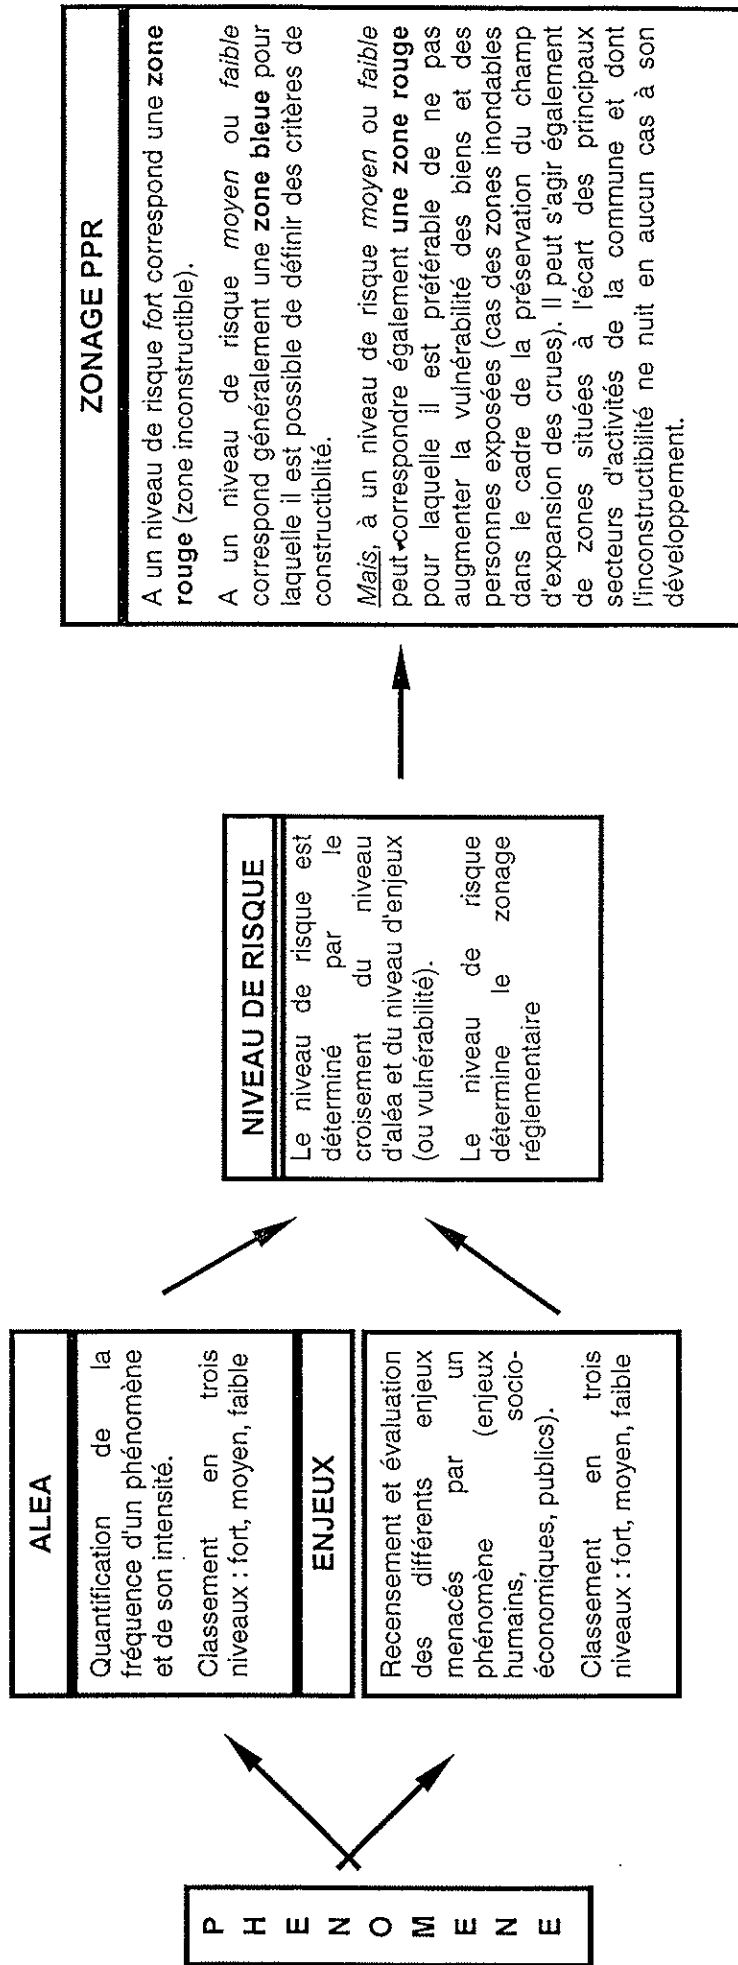 P
H
E
N
O
M
E
N
E
ALEA
Quantification de la
fréquence d'un phénomène
et de son intensité.
Classement en trois
niveaux : fort, moyen, faible
ENJEUX
Recensement et évaluation
des différents enjeux
menacés par un
phénomène (enjeux
humains, socio-
économiques, publics).
Classement en trois
niveaux : fort, moyen, faible
NIVEAU DE RISQUE
Le niveau de risque est
déterminé par le
croisement du niveau
d'aléa et du niveau d'enjeux
(ou vulnérabilité).
Le niveau de risque
détermine le zonage
réglementaire
ZONAGE PPR
A un niveau de risque fort correspond une zone
rouge (zone inconstructible).
A un niveau de risque moyen ou faible
correspond généralement une zone bleue pour
laquelle il est possible de définir des critères de
constructiblité.
Mais, à un niveau de risque moyen ou faible
peut correspondre également une zone rouge
pour laquelle il est préférable de ne pas
augmenter la vulnérabilité des biens et des
personnes exposées (cas des zones inondables
dans le cadre de la préservation du champ
d'expansion des crues). Il peut s'agir également
de zones situées à l'écart des principaux
secteurs d'activités de la commune et dont
l'inconstructibilité ne nuit en aucun cas à son
développement.